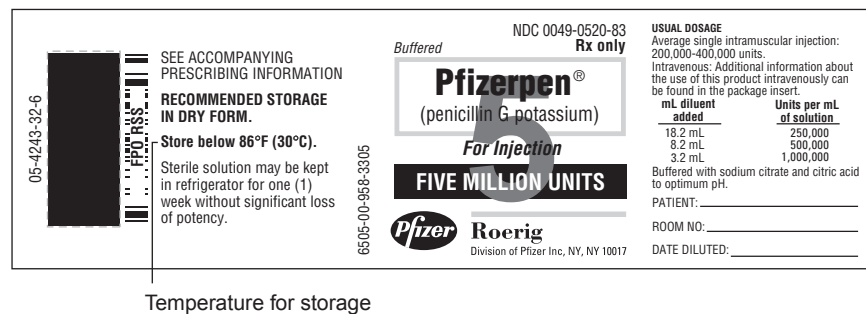 05-4243-32-6
FPO RSS
SEE ACCOMPANYING
PRESCRIBING INFORMATION
RECOMMENDED STORAGE
IN DRY FORM.
Store below 86°F (30°C).
Sterile solution may be kept
in refrigerator for one (1)
week without significant loss
of potency.
6505-00-958-3305
NDC 0049-0520-83
Buffered Rx only
5
Pfizerpen®
(penicillin G potassium)
For Injection
FIVE MILLION UNITS
Pfizer Roerig
Division of Pfizer Inc, NY, NY 10017
USUAL DOSAGE
Average single intramuscular injection:
200,000-400,000 units.
Intravenous: Additional information about
the use of this product intravenously can
be found in the package insert.
mL diluent Units per mL
added of solution
18.2 mL 250,000
8.2 mL 500,000
3.2 mL 1,000,000
Buffered with sodium citrate and citric acid
to optimum pH.
PATIENT:
ROOM NO:
DATE DILUTED:
Temperature for storage